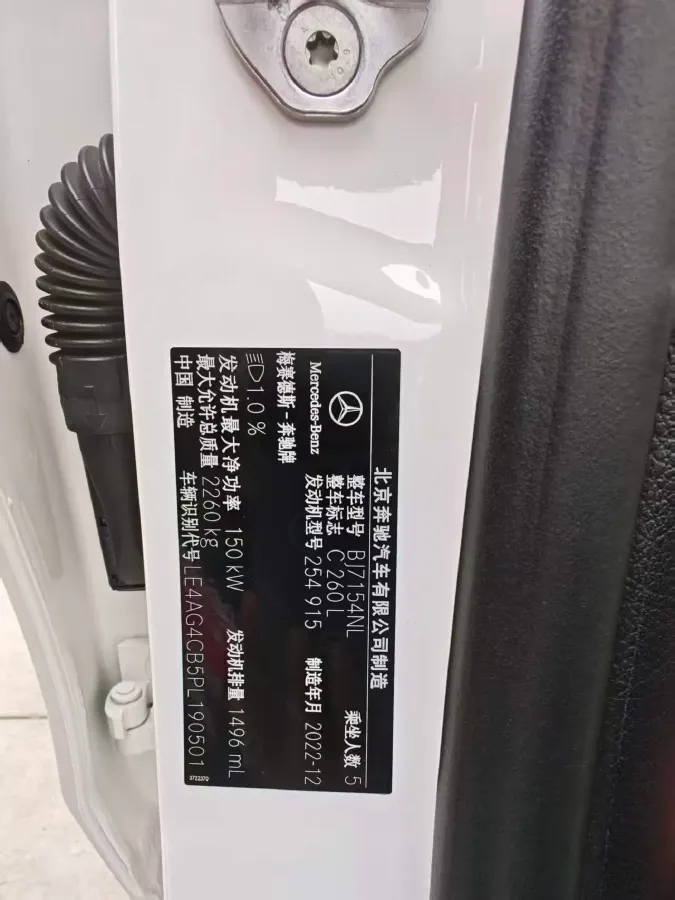 北京奔驰汽车有限公司制造
Mercedes-Benz
梅赛德斯-奔驰牌
整车型号 BJ7154NL 乘坐人数 5
整车标志 C 260 L
发动机型号 254 915 制造年月 2022-12
1.0 %
发动机最大净功率 150 kW 发动机排量 1496 mL
最大允许总质量 2260 kg
中国 制造 车辆识别代号 LE4AG4CB5PL190501
3722370